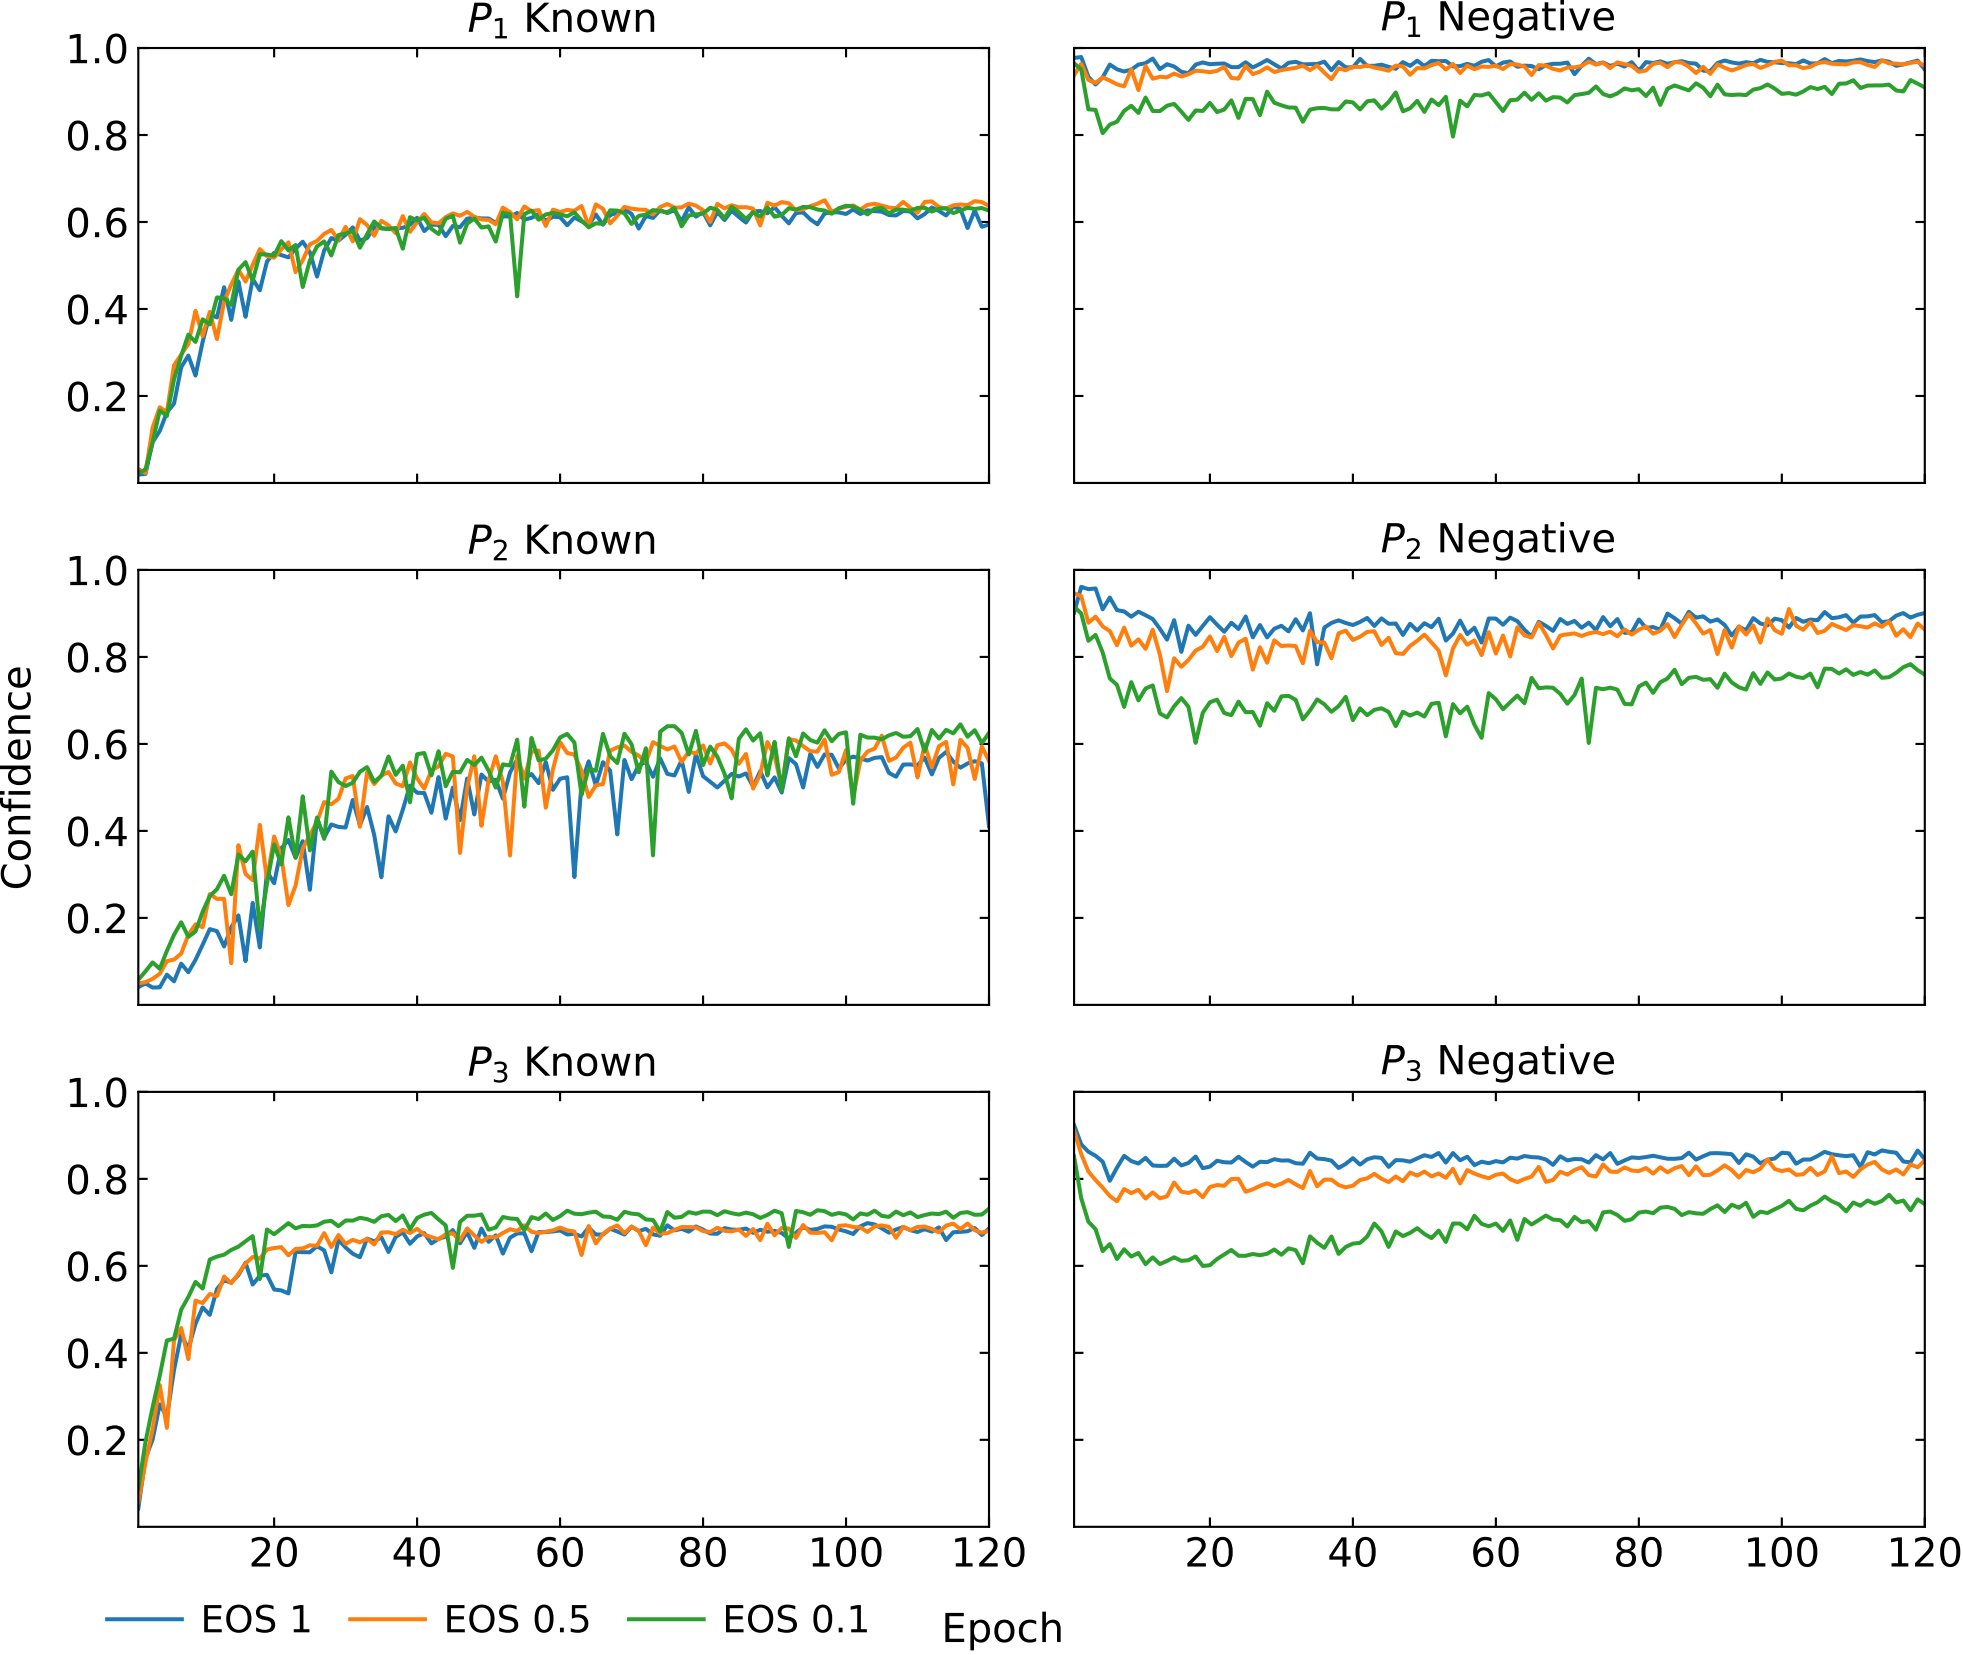 P1 Known
P1 Negative
1.0
0.8
0.6
0.4
0.2
P2 Known
P2 Negative
1.0
0.8
0.6
0.4
0.2
Confidence
P3 Known
P3 Negative
1.0
0.8
0.6
0.4
0.2
20 40 60 80 100 120
20 40 60 80 100 120
EOS 1 EOS 0.5 EOS 0.1
Epoch